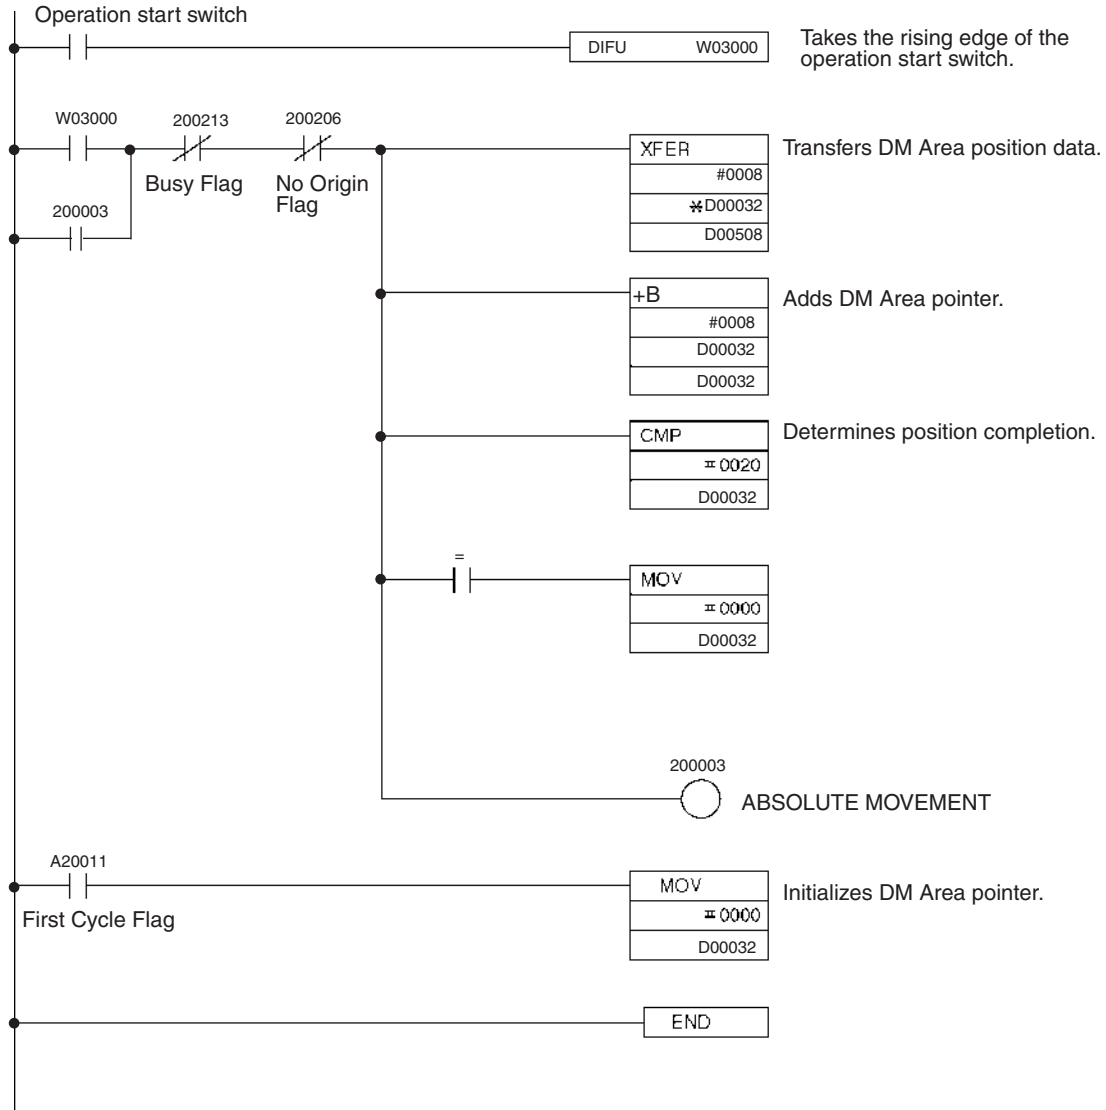 Operation start switch
DIFU W03000
Takes the rising edge of the
operation start switch.
W03000
200213
200206
Busy Flag
No Origin
Flag
200003
XFER
#0008
*D00032
D00508
Transfers DM Area position data.
+B
#0008
D00032
D00032
Adds DM Area pointer.
CMP
#0020
D00032
Determines position completion.
=
MOV
#0000
D00032
200003
ABSOLUTE MOVEMENT
A20011
First Cycle Flag
MOV
#0000
D00032
Initializes DM Area pointer.
END